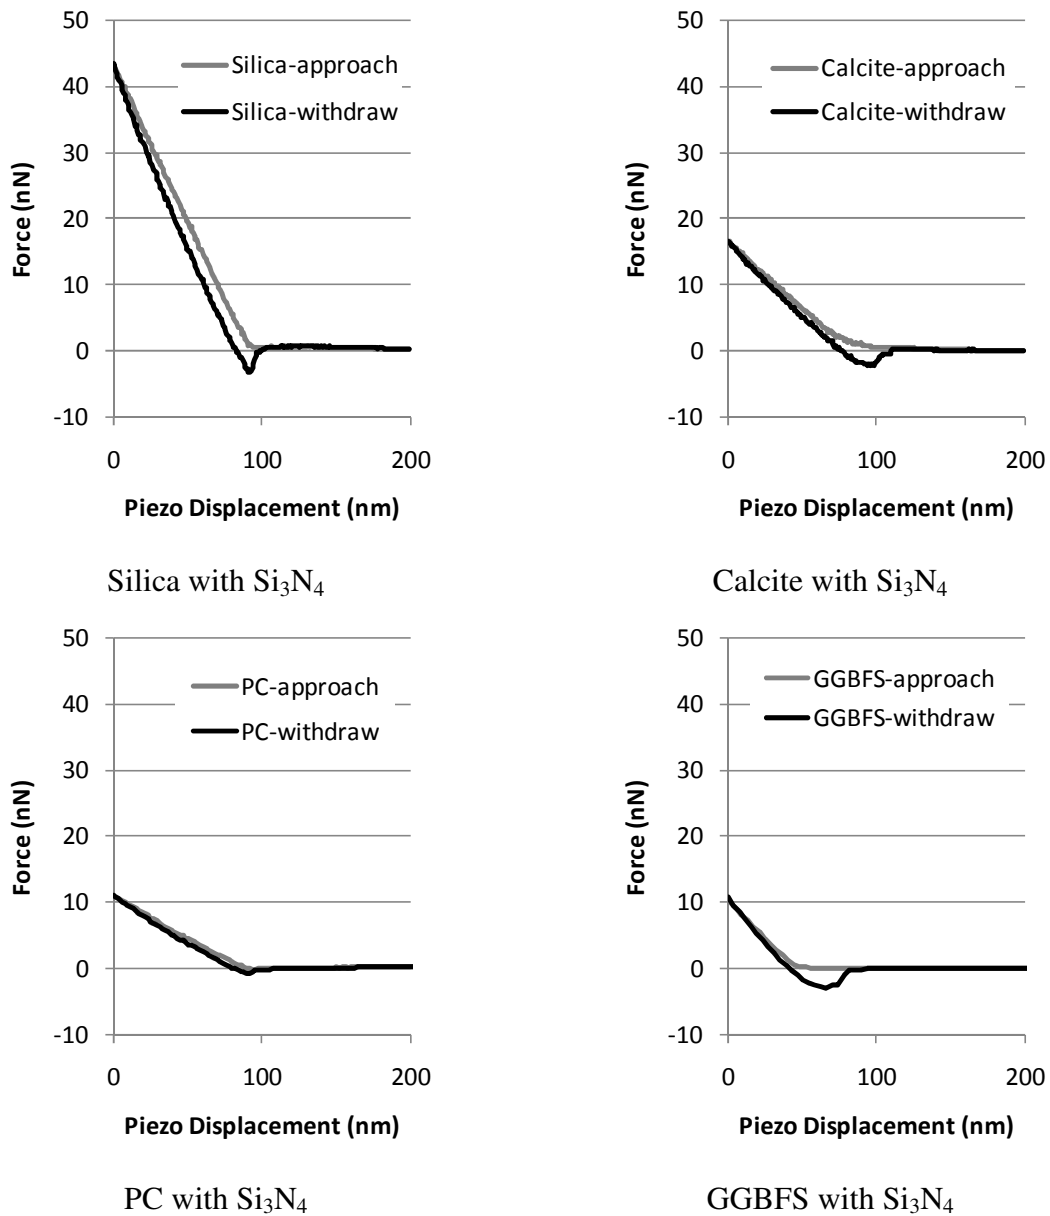 50
40
30
20
10
0
-10
Force (nN)
Silica-approach
Silica-withdraw
0 100 200
Piezo Displacement (nm)
Silica with Si₃N₄
50
40
30
20
10
0
-10
Force (nN)
Calcite-approach
Calcite-withdraw
0 100 200
Piezo Displacement (nm)
Calcite with Si₃N₄
50
40
30
20
10
0
-10
Force (nN)
PC-approach
PC-withdraw
0 100 200
Piezo Displacement (nm)
PC with Si₃N₄
50
40
30
20
10
0
-10
Force (nN)
GGBFS-approach
GGBFS-withdraw
0 100 200
Piezo Displacement (nm)
GGBFS with Si₃N₄